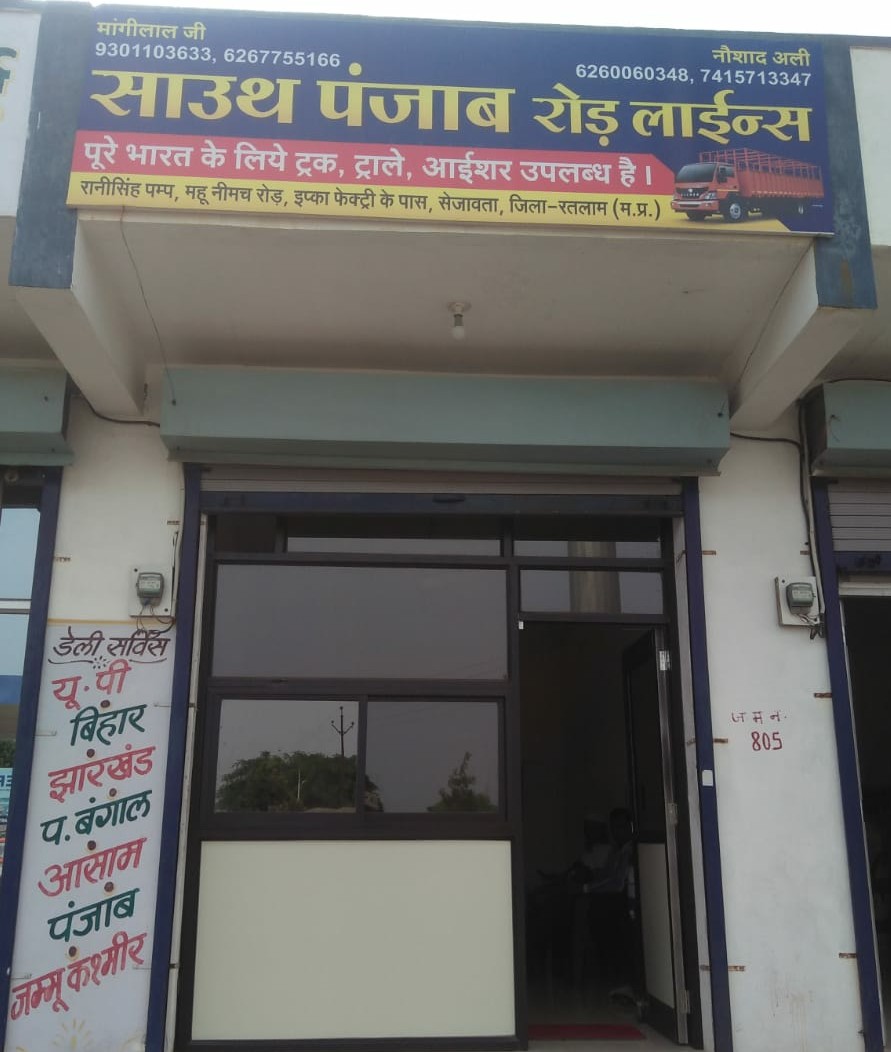 मांगीलाल जी
9301103633, 6267755166
नौशाद अली
6260060348, 7415713347
साउथ पंजाब रोड़ लाईन्स
पूरे भारत के लिये ट्रक, ट्राले, आईशर उपलब्ध है।
रानीसिंह पम्प, महू नीमच रोड़, इप्का फेक्ट्री के पास, सेजावता, जिला-रतलाम (म.प्र.)
डेली सर्विस
यू.पी
बिहार
झारखंड
प.बंगाल
आसाम
पंजाब
जम्मू कश्मीर
805